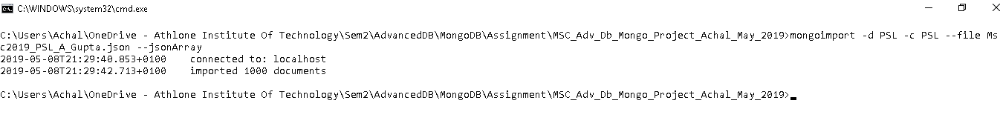 C:\WINDOWS\system32\cmd.exe
C:\Users\Achal\OneDrive - Athlone Institute Of Technology\Sem2\AdvancedDB\MongoDB\Assignment\MSC_Adv_Db_Mongo_Project_Achal_May_2019>mongoimport -d PSL -c PSL --file Ms
c2019_PSL_A_Gupta.json --jsonArray
2019-05-08T21:29:40.853+0100    connected to: localhost
2019-05-08T21:29:42.713+0100    imported 1000 documents
C:\Users\Achal\OneDrive - Athlone Institute Of Technology\Sem2\AdvancedDB\MongoDB\Assignment\MSC_Adv_Db_Mongo_Project_Achal_May_2019>